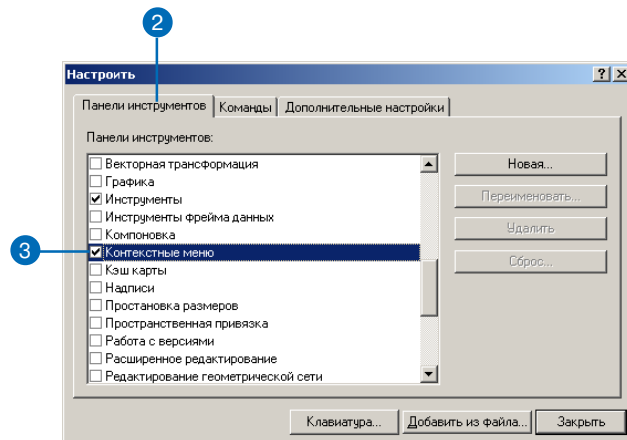 2
Настроить
Панели инструментов Команды Дополнительные настройки
Панели инструментов:
Векторная трансформация
Графика
Инструменты
Инструменты фрейма данных
Компоновка
3 Контекстные меню
Кэш карты
Надписи
Простановка размеров
Пространственная привязка
Работа с версиями
Расширенное редактирование
Редактирование геометрической сети
Новая...
Переименовать...
Удалить
Сброс...
Клавиатура... Добавить из файла... Закрыть